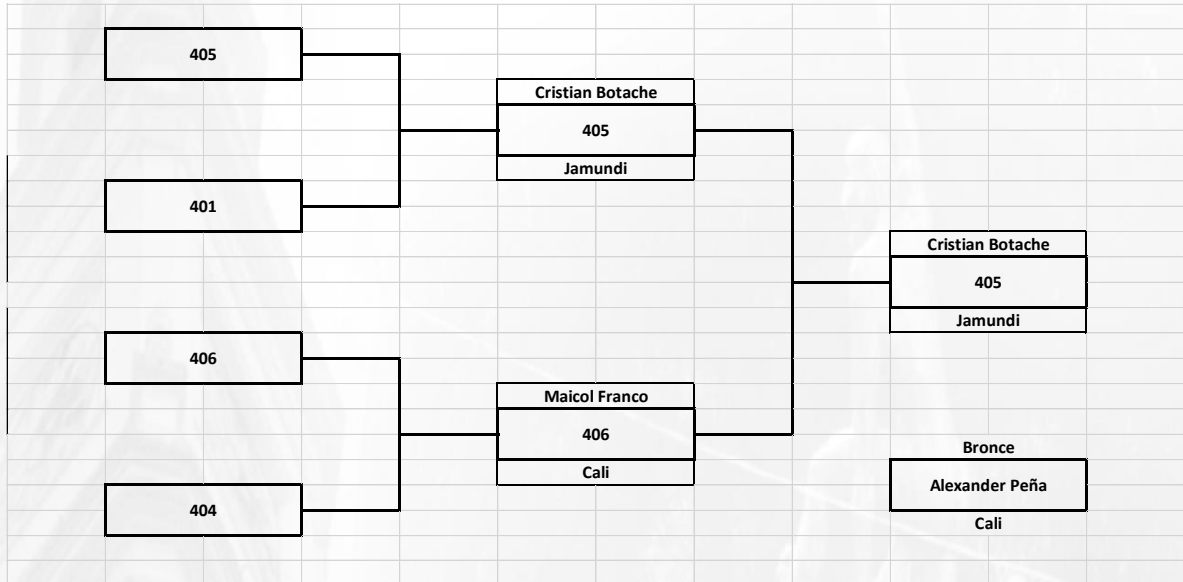 405
Cristian Botache
405
Jamundi
401
Cristian Botache
405
Jamundi
406
Maicol Franco
406
Cali
Bronce
Alexander Peña
Cali
404